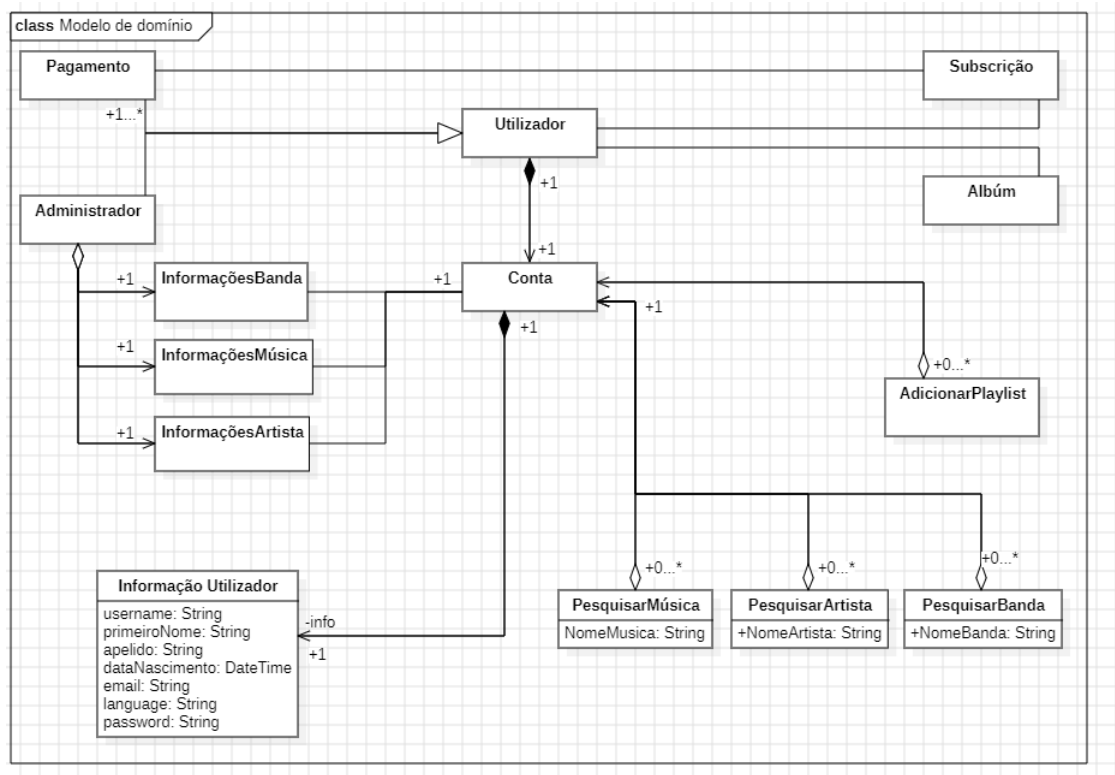 class Modelo de domínio
Pagamento
Subscrição
+1...*
Utilizador
+1
Albúm
Administrador
+1
+1
InformaçõesBanda
+1
Conta
+1
+1
+1
InformaçõesMúsica
+0...*
AdicionarPlaylist
+1
InformaçõesArtista
+0...*
+0...*
+0...*
Informação Utilizador
username: String
primeiroNome: String
apelido: String
dataNascimento: DateTime
email: String
language: String
password: String
-info
+1
PesquisarMúsica
NomeMusica: String
PesquisarArtista
+NomeArtista: String
PesquisarBanda
+NomeBanda: String